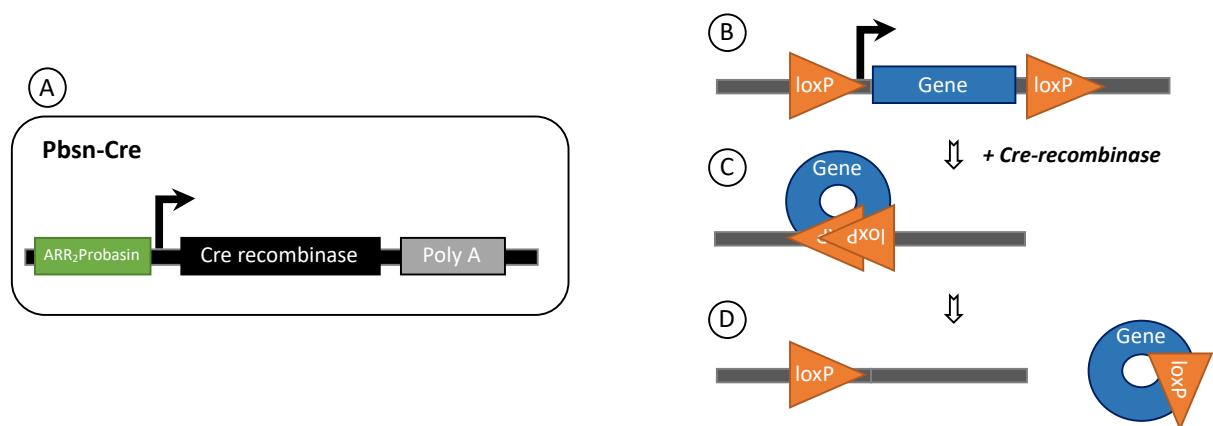 A
Pbsn-Cre
ARR₂Probasin
Cre recombinase
Poly A
B
loxP
Gene
loxP
+ Cre-recombinase
C
Gene
loxP
D
loxP
Gene
loxP